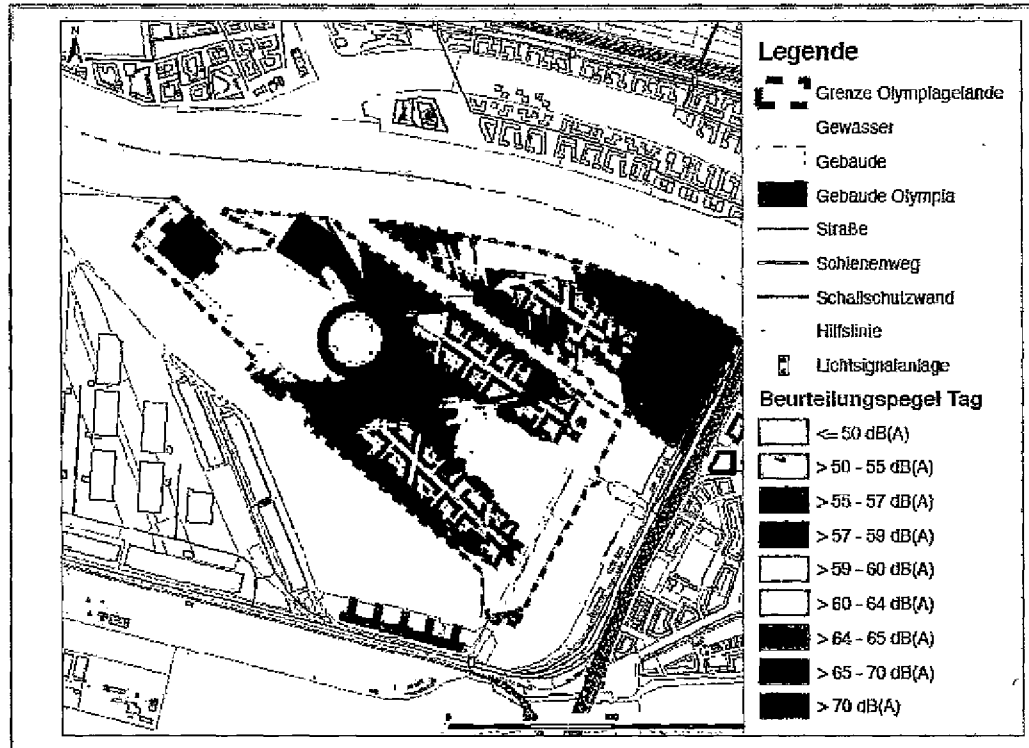 N
Legende
Grenze Olympiagelände
Gewässer
Gebäude
Gebäude Olympia
Straße
Schienenweg
Schallschutzwand
Hilfslinie
Lichtsignalanlage
Beurteilungspegel Tag
<= 50 dB(A)
> 50 - 55 dB(A)
> 55 - 57 dB(A)
> 57 - 59 dB(A)
> 59 - 60 dB(A)
> 60 - 64 dB(A)
> 64 - 65 dB(A)
> 65 - 70 dB(A)
> 70 dB(A)